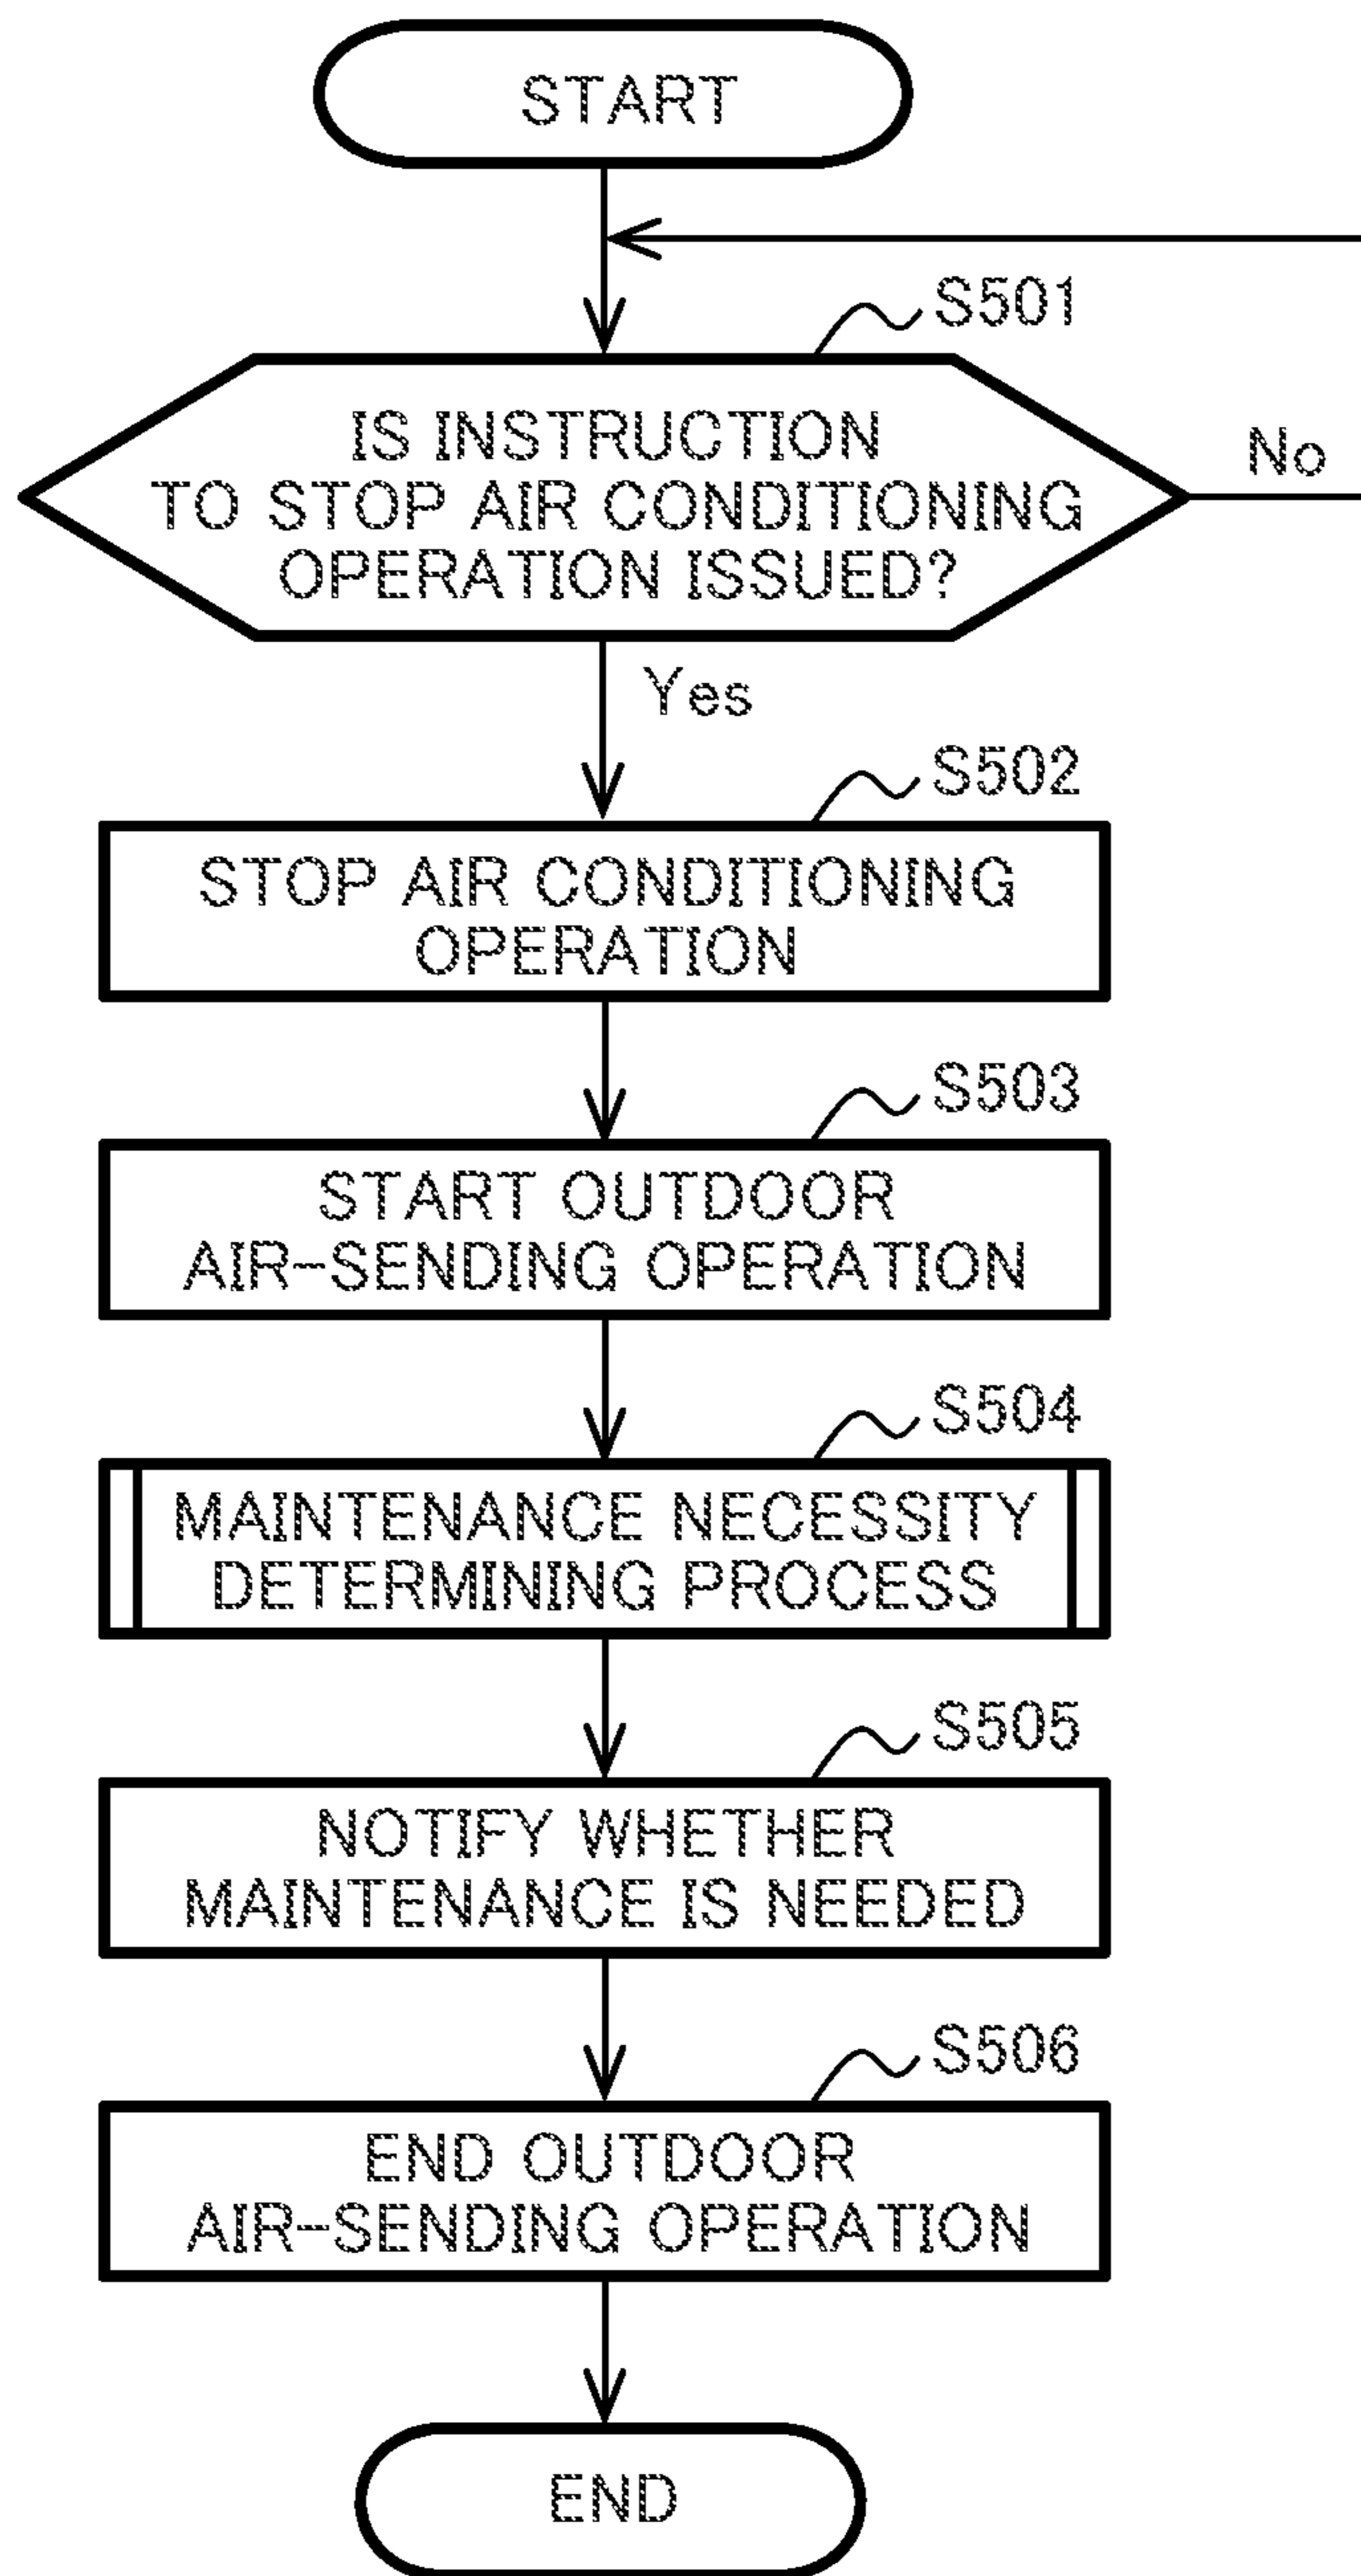 START
S501
IS INSTRUCTION
TO STOP AIR CONDITIONING
OPERATION ISSUED?
No
Yes
S502
STOP AIR CONDITIONING
OPERATION
S503
START OUTDOOR
AIR-SENDING OPERATION
S504
MAINTENANCE NECESSITY
DETERMINING PROCESS
S505
NOTIFY WHETHER
MAINTENANCE IS NEEDED
S506
END OUTDOOR
AIR-SENDING OPERATION
END